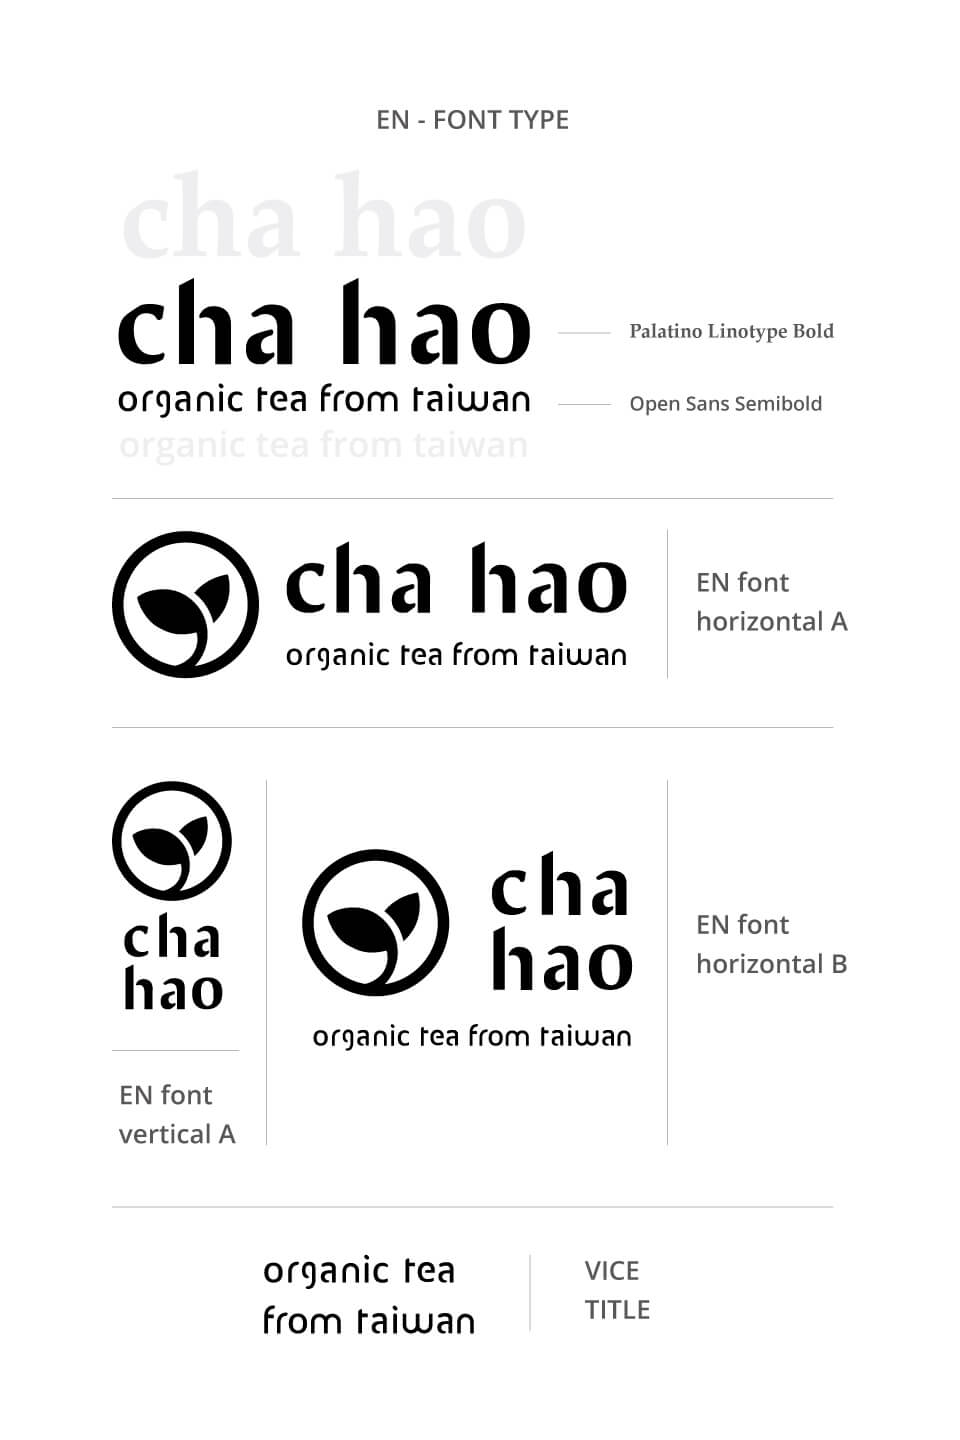 EN - FONT TYPE
cha hao
cha hao
Palatino Linotype Bold
organic tea from taiwan
Open Sans Semibold
organic tea from taiwan
cha hao
organic tea from taiwan
EN font
horizontal A
cha
hao
EN font
vertical A
cha
hao
organic tea from taiwan
EN font
horizontal B
organic tea
from taiwan
VICE
TITLE